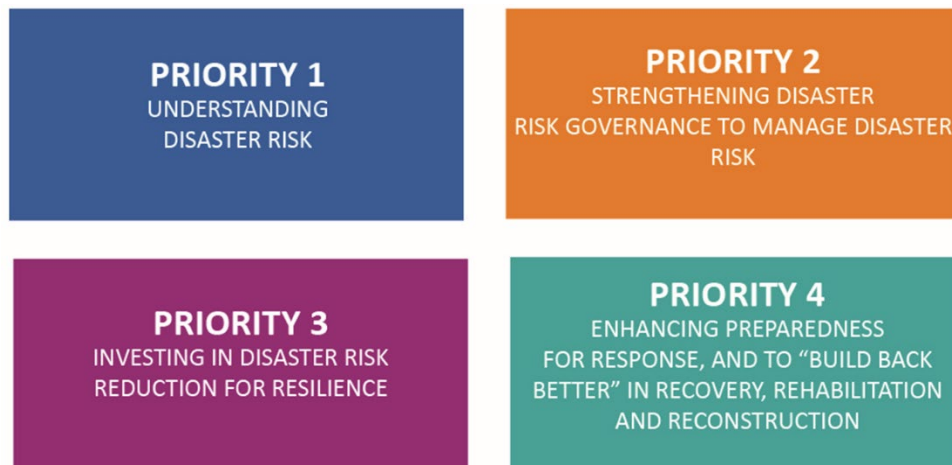 PRIORITY 1
UNDERSTANDING
DISASTER RISK
PRIORITY 2
STRENGTHENING DISASTER
RISK GOVERNANCE TO MANAGE DISASTER
RISK
PRIORITY 3
INVESTING IN DISASTER RISK
REDUCTION FOR RESILIENCE
PRIORITY 4
ENHANCING PREPAREDNESS
FOR RESPONSE, AND TO “BUILD BACK
BETTER” IN RECOVERY, REHABILITATION
AND RECONSTRUCTION